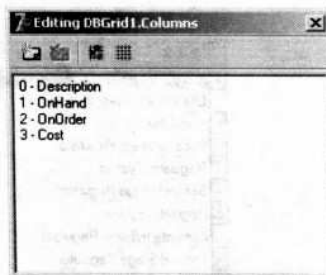 Editing DBGrid1.Columns
0 - Description
1 - OnHand
2 - OnOrder
3 - Cost